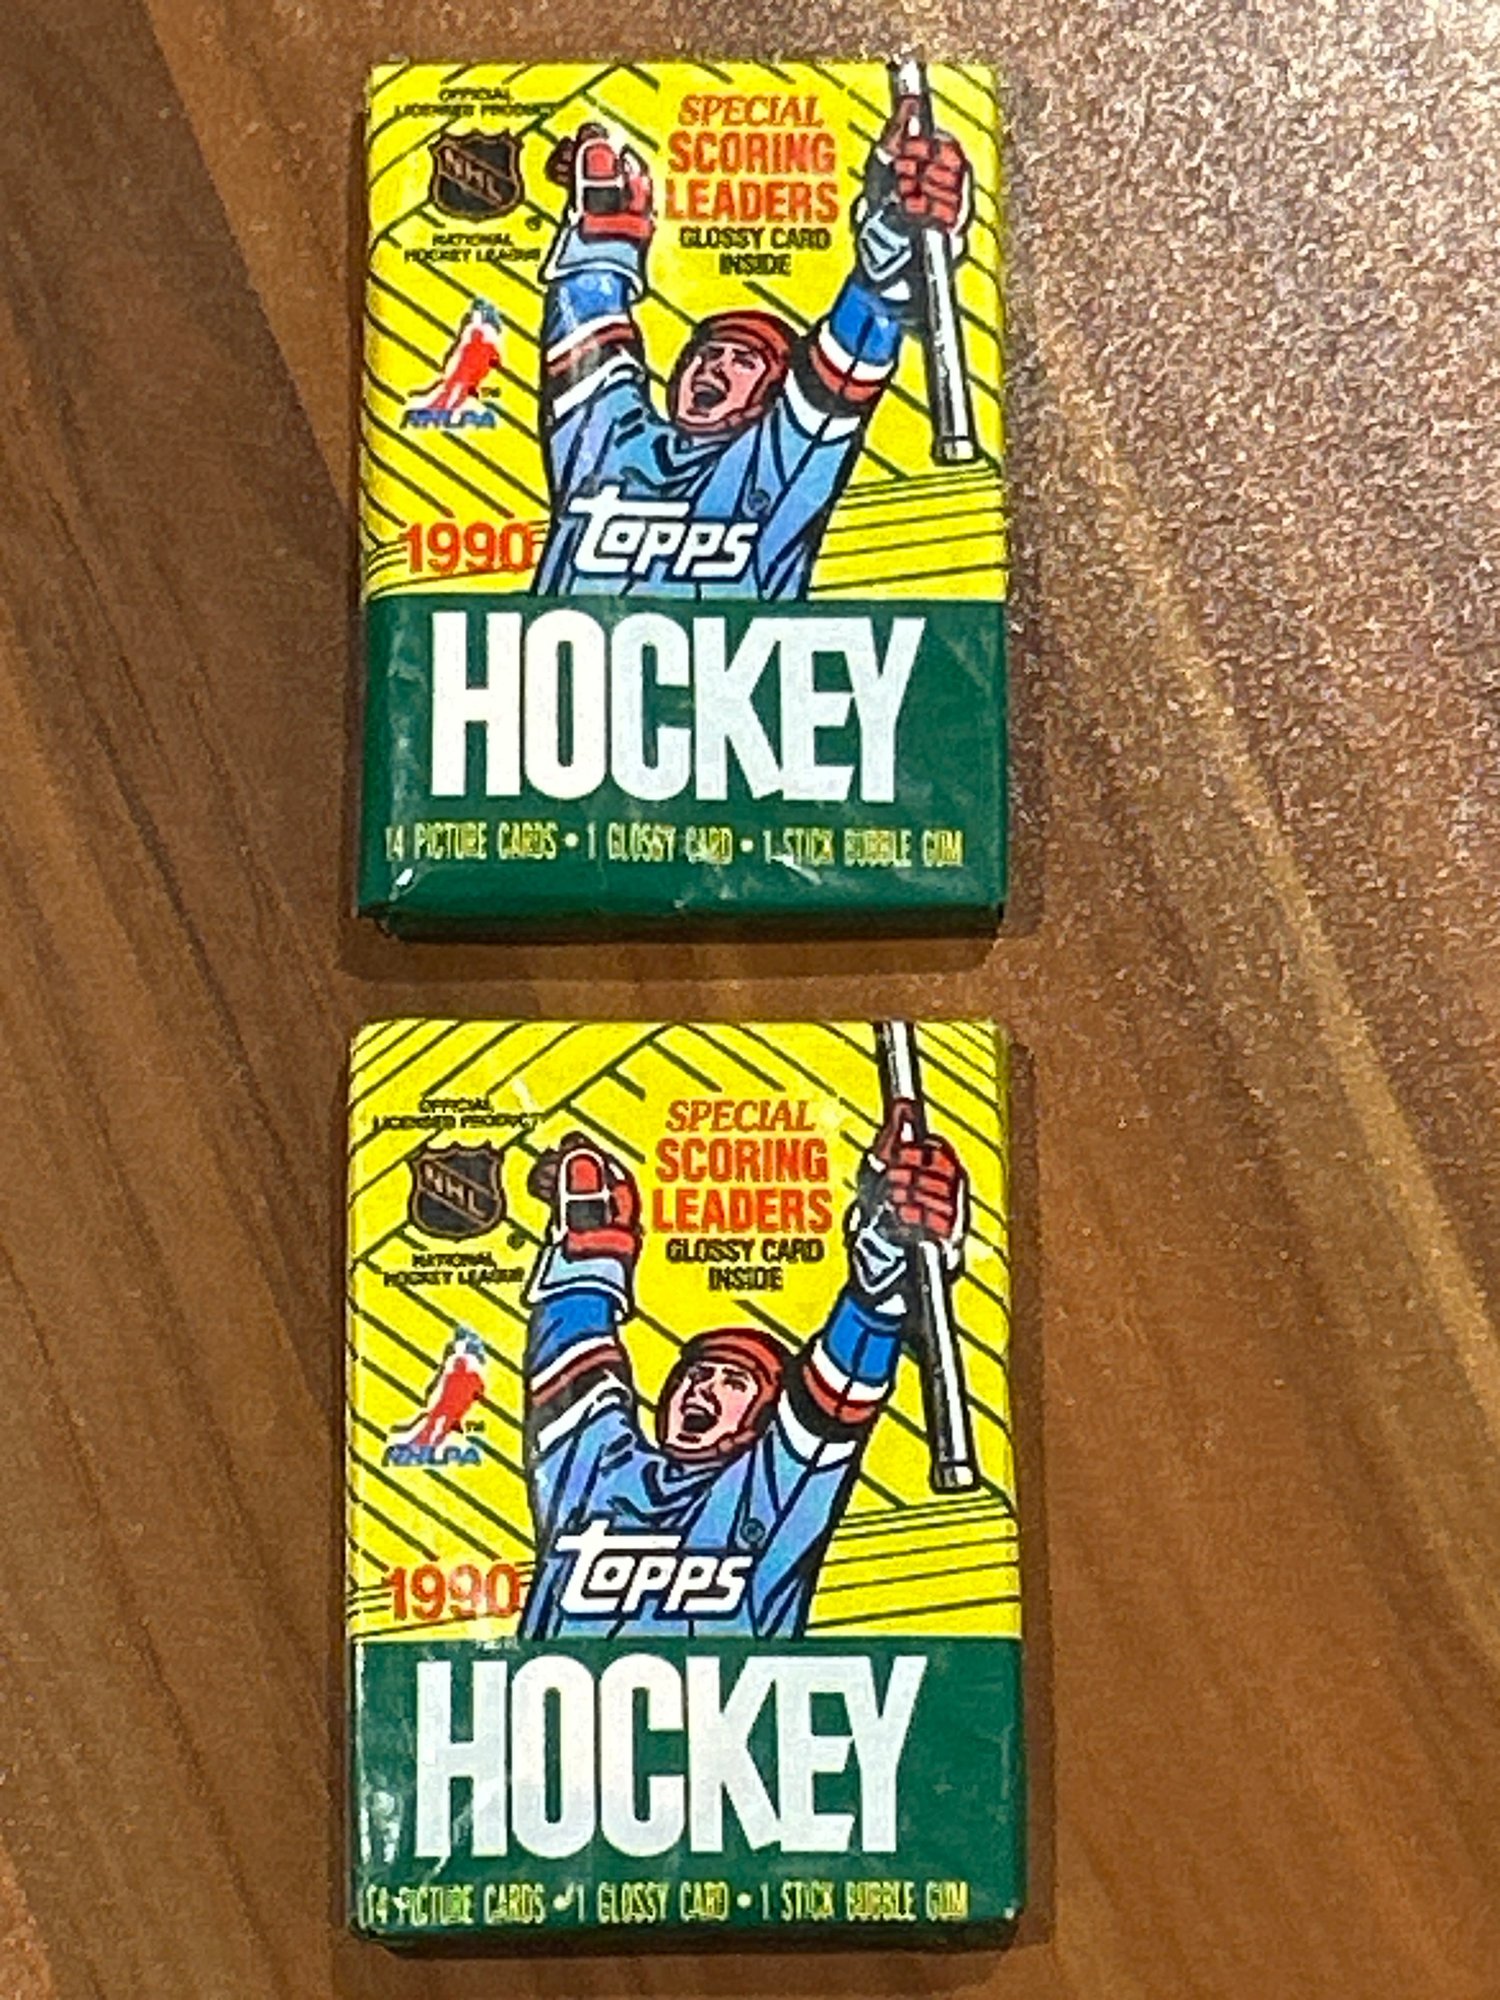 OFFICIAL
LICENSED PRODUCT
NHL
®
NATIONAL
HOCKEY LEAGUE
SPECIAL
SCORING
LEADERS
GLOSSY CARD
INSIDE
TM
NHLPA
1990
topps
HOCKEY
14 PICTURE CARDS • 1 GLOSSY CARD • 1 STICK BUBBLE GUM
OFFICIAL
LICENSED PRODUCT
NHL
®
NATIONAL
HOCKEY LEAGUE
SPECIAL
SCORING
LEADERS
GLOSSY CARD
INSIDE
TM
NHLPA
1990
topps
HOCKEY
14 PICTURE CARDS • 1 GLOSSY CARD • 1 STICK BUBBLE GUM